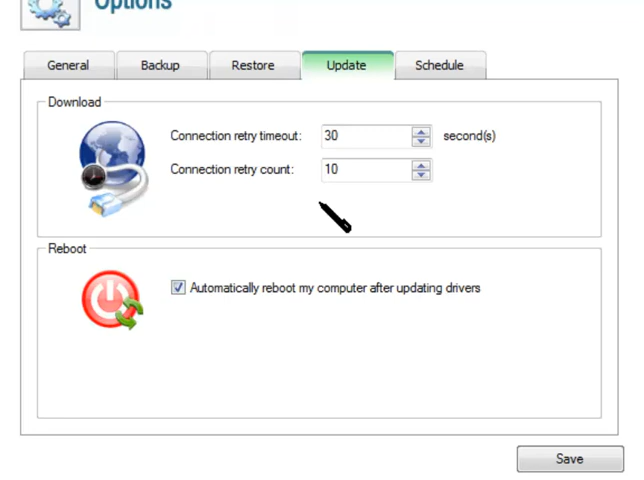 Options
General Backup Restore Update Schedule
Download
Connection retry timeout: 30 second(s)
Connection retry count: 10
Reboot
Automatically reboot my computer after updating drivers
Save